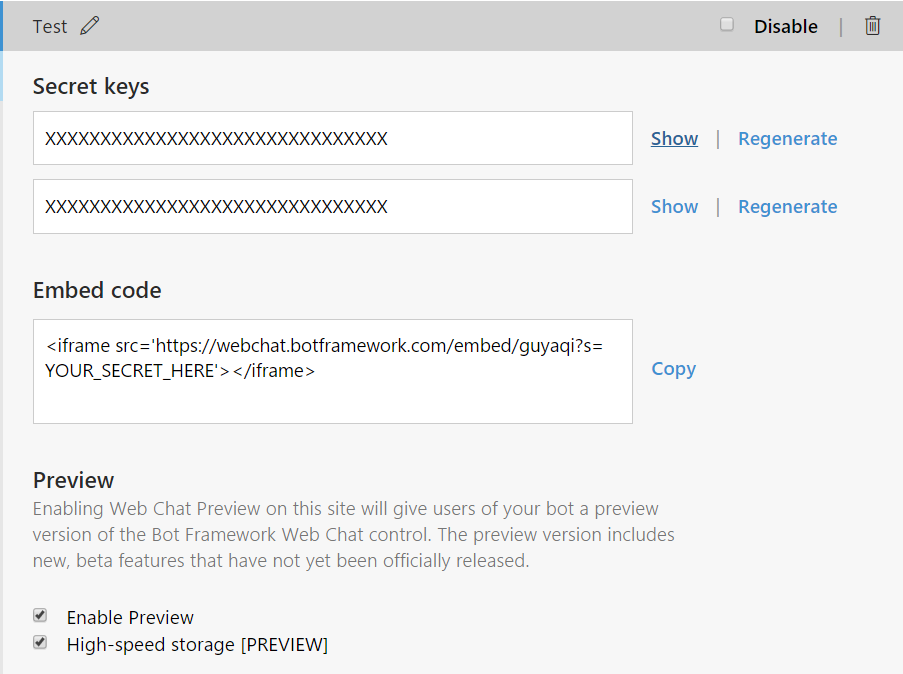 Test Disable |
Secret keys
XXXXXXXXXXXXXXXXXXXXXXXXXXXXXXX Show | Regenerate
XXXXXXXXXXXXXXXXXXXXXXXXXXXXXXX Show | Regenerate
Embed code
<iframe src='https://webchat.botframework.com/embed/guyaqi?s=
YOUR_SECRET_HERE'></iframe>
Copy
Preview
Enabling Web Chat Preview on this site will give users of your bot a preview
version of the Bot Framework Web Chat control. The preview version includes
new, beta features that have not yet been officially released.
Enable Preview
High-speed storage [PREVIEW]